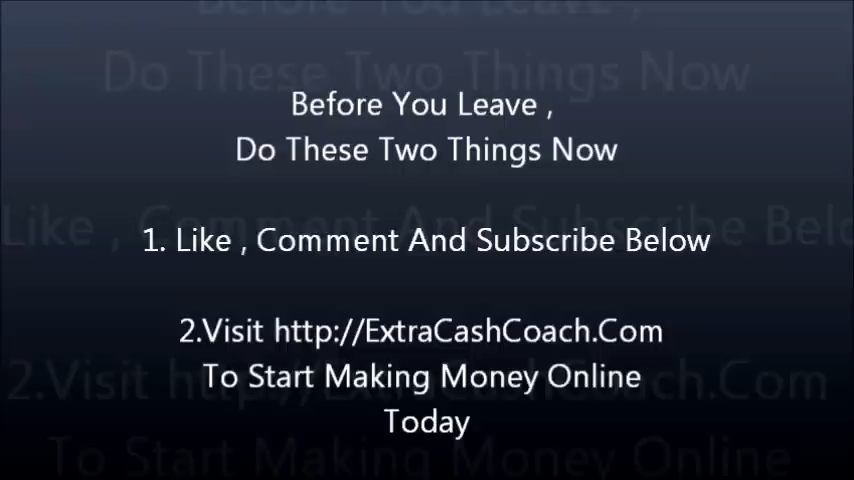 Before You Leave ,
Do These Two Things Now
1. Like , Comment And Subscribe Below
2.Visit http://ExtraCashCoach.Com
To Start Making Money Online
Today